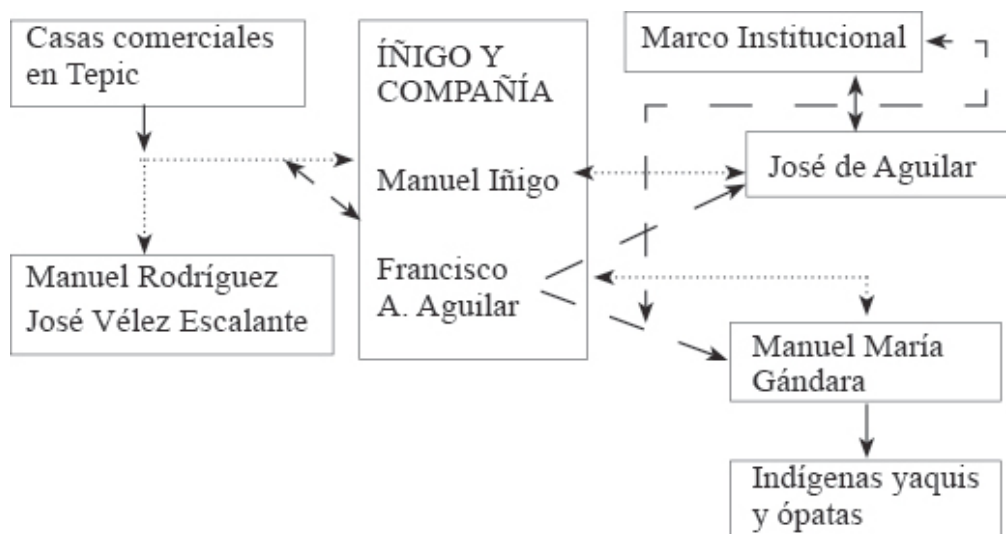 Casas comerciales
en Tepic
ÍÑIGO Y
COMPAÑÍA
Manuel Iñigo
Francisco
A. Aguilar
Marco Institucional
José de Aguilar
Manuel Rodríguez
José Vélez Escalante
Manuel María
Gándara
Indígenas yaquis
y ópatas